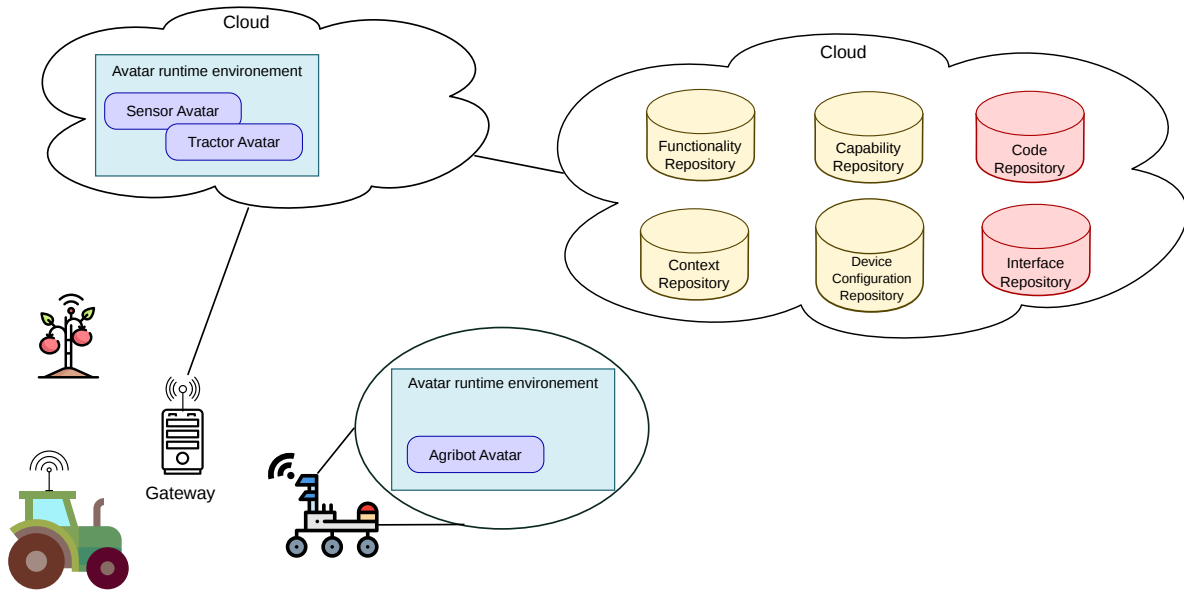 Cloud
Avatar runtime environement
Sensor Avatar
Tractor Avatar
Cloud
Functionality
Repository
Capability
Repository
Code
Repository
Context
Repository
Device
Configuration
Repository
Interface
Repository
Avatar runtime environement
Agribot Avatar
Gateway